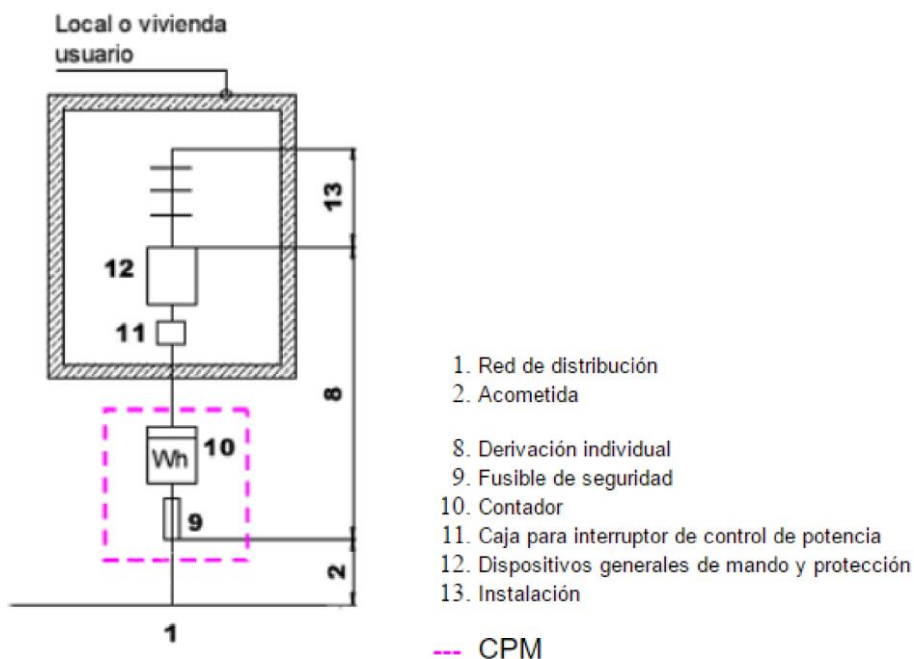 Local o vivienda
usuario
13
12
11
8
10
Wh
9
2
1
1. Red de distribución
2. Acometida
8. Derivación individual
9. Fusible de seguridad
10. Contador
11. Caja para interruptor de control de potencia
12. Dispositivos generales de mando y protección
13. Instalación
CPM